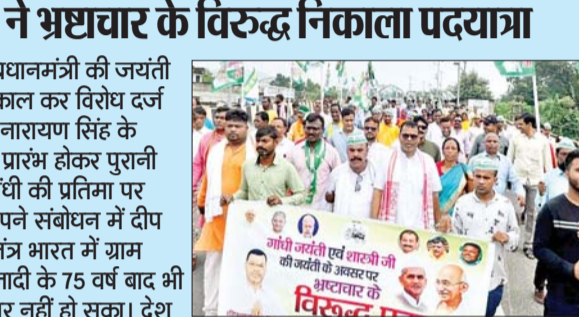 ने भ्रष्टाचार के विरुद्ध निकाला पदयात्रा
प्रधानमंत्री की जयंती
काल कर विरोध दर्ज
नारायण सिंह के
प्रारंभ होकर पुरानी
की प्रतिमा पर
संबोधन में दीप
भारत में ग्राम
के 75 वर्ष बाद भी
नहीं हो सका। देश
गांधी जयंती एवं शास्त्री जी
की जयंती के अवसर पर
भ्रष्टाचार के
विरुद्ध